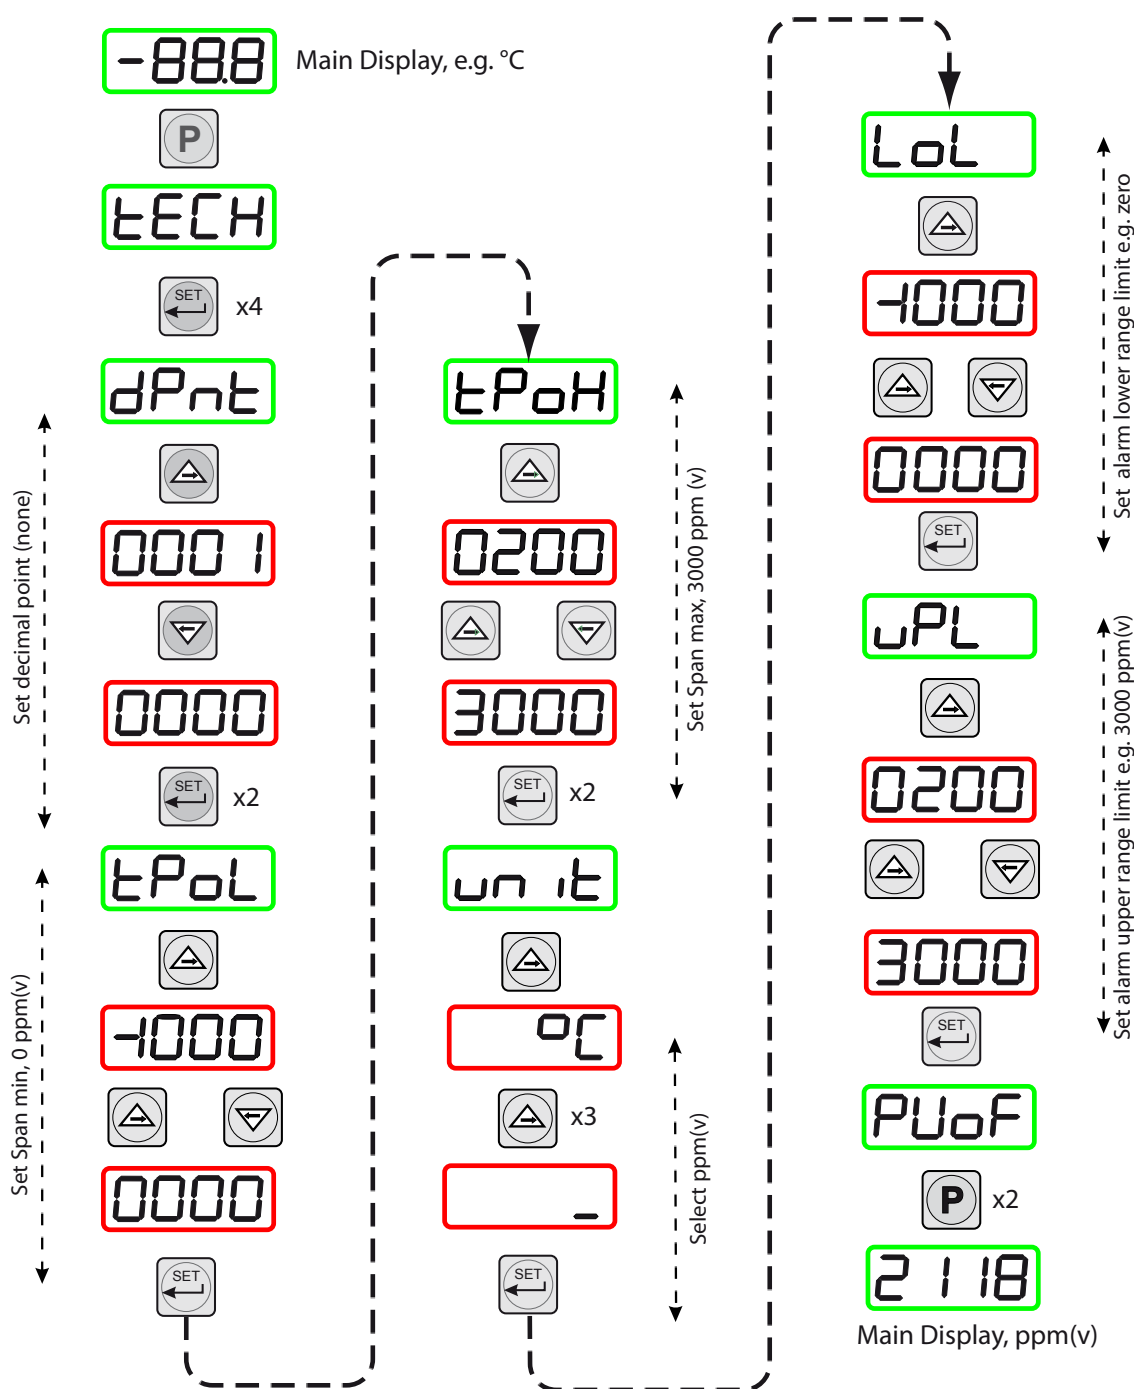 -88.8
Main Display, e.g. °C
P
tECH
SET
x4
dPnt
0001
0000
SET
x2
Set decimal point (none)
tPoL
-1000
0000
SET
Set Span min, 0 ppm(v)
tPoH
0200
3000
SET
x2
Set Span max, 3000 ppm (v)
unit
°C
x3
_
SET
Select ppm(v)
LoL
-1000
0000
SET
Set alarm lower range limit e.g. zero
uPL
0200
3000
SET
Set alarm upper range limit e.g. 3000 ppm(v)
PUoF
P
x2
2118
Main Display, ppm(v)